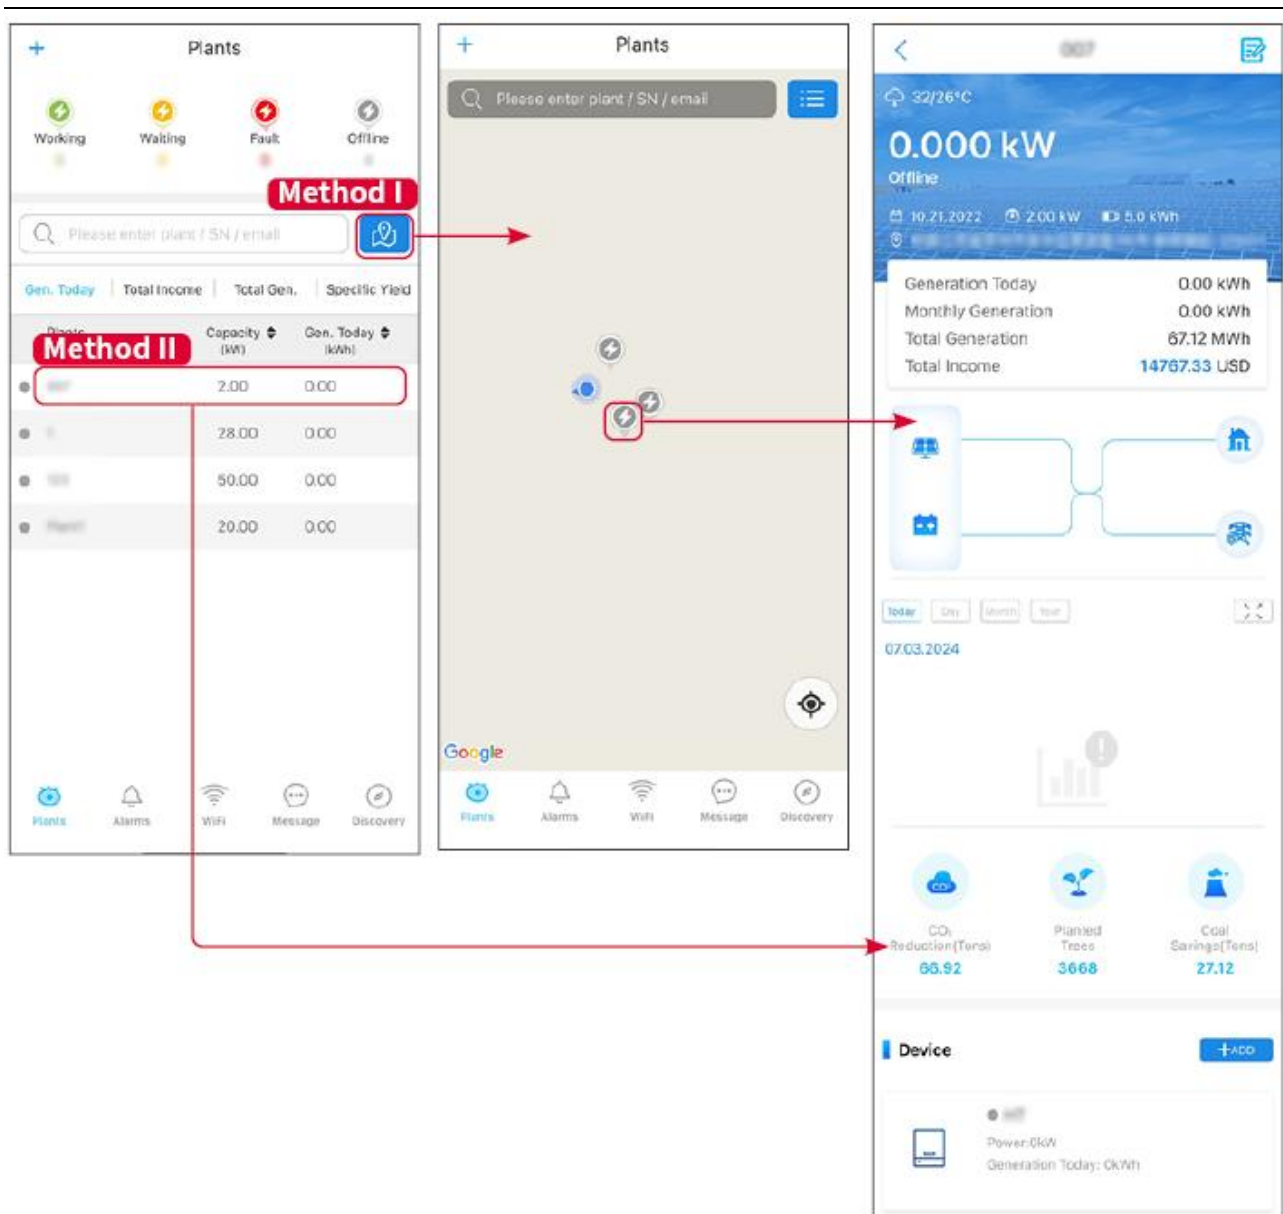 Plants
Working
Waiting
Fault
Offline
Method I
Please enter plant / SN / email
Gen. Today
Total Income
Total Gen.
Specific Yield
Plants
Capacity
(kW)
Gen. Today
(kWh)
Method II
2.00 0.00
28.00 0.00
50.00 0.00
20.00 0.00
Plants
Alarms
WiFi
Message
Discovery
Plants
Please enter plant / SN / email
Google
Plants
Alarms
WiFi
Message
Discovery
007
32/26°C
0.000 kW
Offline
10.21.2022 2.00 kW 5.0 kWh
Generation Today 0.00 kWh
Monthly Generation 0.00 kWh
Total Generation 67.12 MWh
Total Income 14767.33 USD
Today Day Month Year
07.03.2024
CO₂
Reduction(Tons)
66.92
Planted
Trees
3668
Coal
Savings(Tons)
27.12
Device
+ADD
Power:0kW
Generation Today: 0kWh